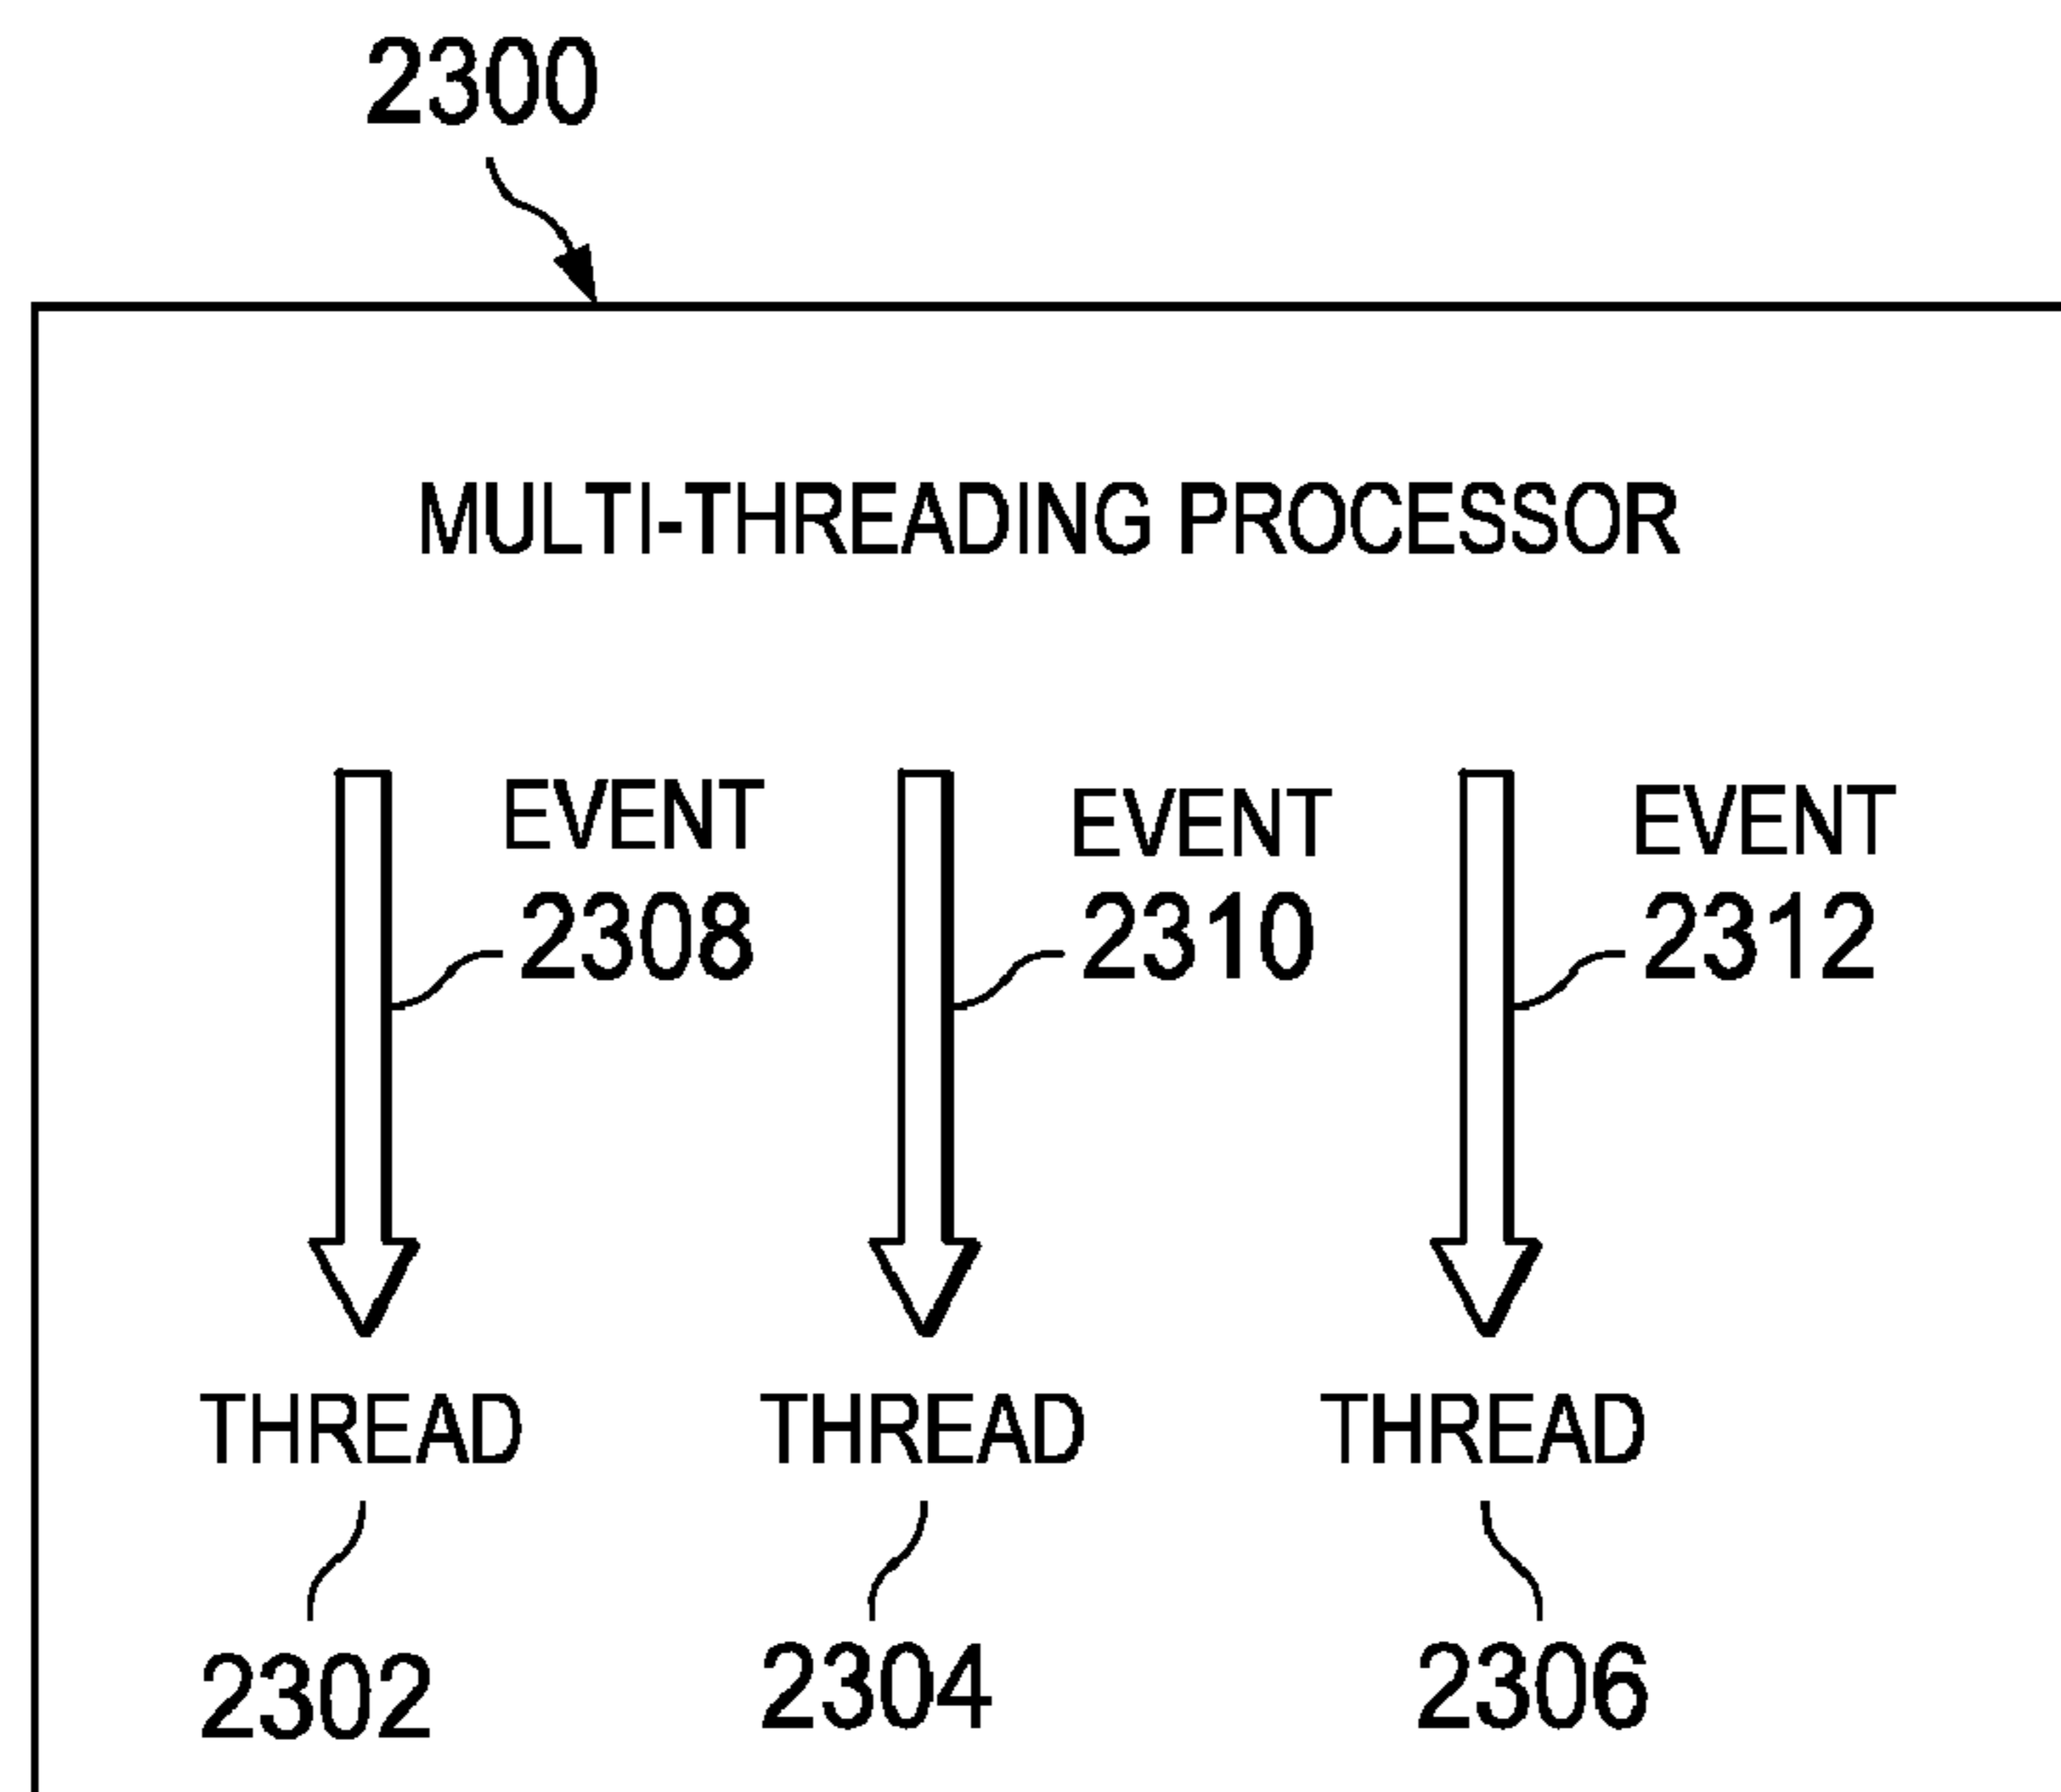 2300
MULTI-THREADING PROCESSOR
EVENT EVENT EVENT
2308 2310 2312
THREAD THREAD THREAD
2302 2304 2306